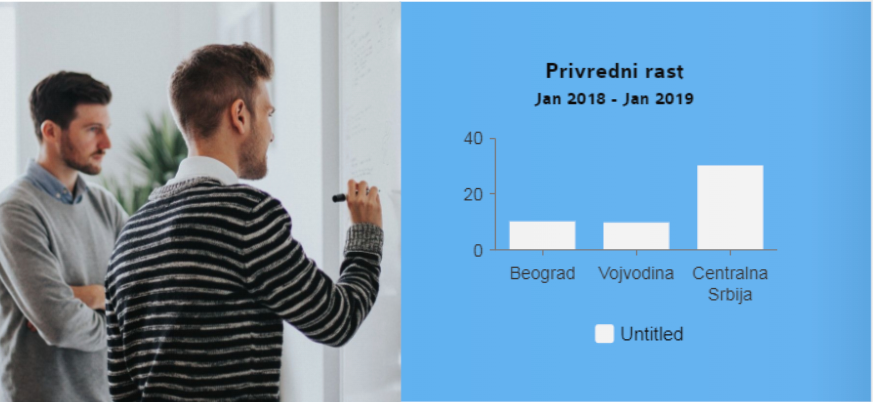 Privredni rast
Jan 2018 - Jan 2019
40
20
0
Beograd Vojvodina Centralna
Srbija
Untitled